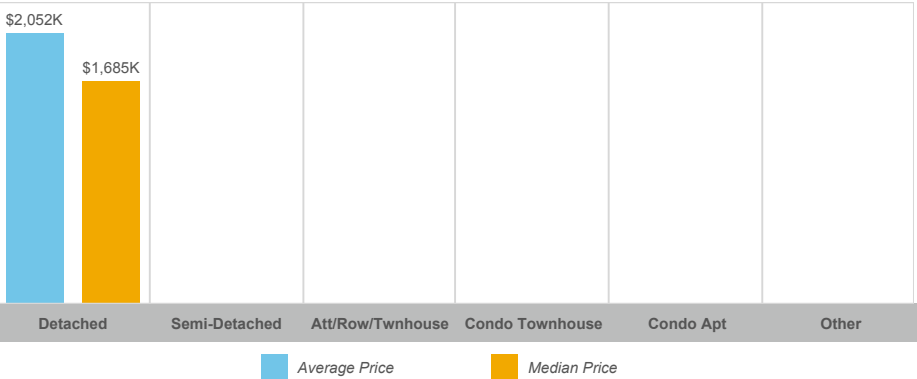 $2,052K
$1,685K
Detached Semi-Detached Att/Row/Twnhouse Condo Townhouse Condo Apt Other
Average Price Median Price